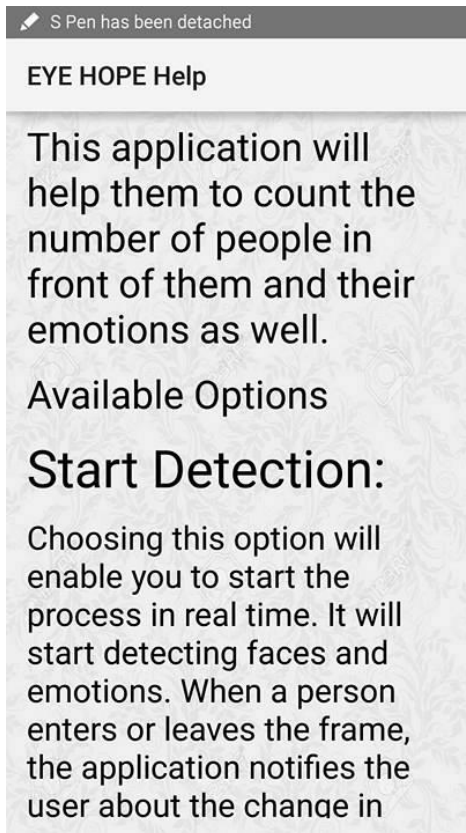 S Pen has been detached
EYE HOPE Help
This application will
help them to count the
number of people in
front of them and their
emotions as well.
Available Options
Start Detection:
Choosing this option will
enable you to start the
process in real time. It will
start detecting faces and
emotions. When a person
enters or leaves the frame,
the application notifies the
user about the change in